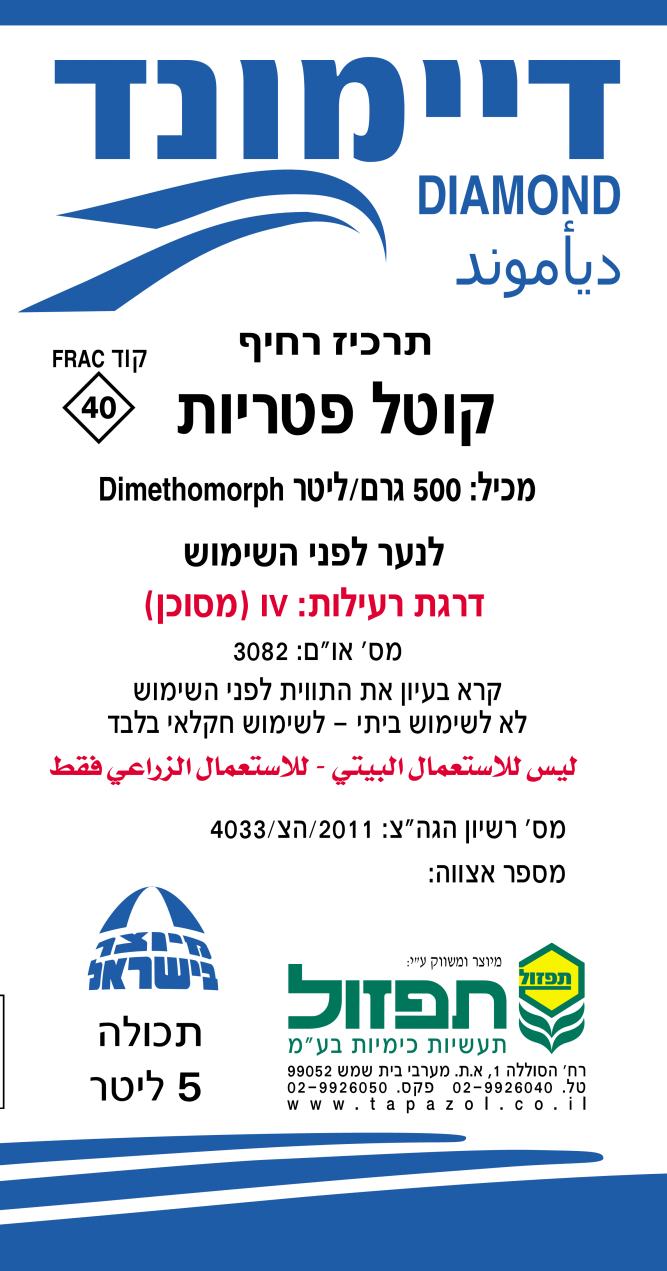 דיימונד
DIAMOND
ديأموند
תרכיז רחיף
קוד FRAC
40
קוטל פטריות
מכיל: 500 גרם/ליטר Dimethomorph
לנער לפני השימוש
דרגת רעילות: IV (מסוכן)
מס' או"ם: 3082
קרא בעיון את התווית לפני השימוש
לא לשימוש ביתי – לשימוש חקלאי בלבד
ليس للاستعمال البيتي - للاستعمال الزراعي فقط
מס' רשיון הגה"צ: 2011/הצ/4033
מספר אצווה:
מיוצר בישראל
תכולה
5 ליטר
מיוצר ומשווק ע"י:
תפזול
תפזול
תעשיות כימיות בע"מ
רח' הסוללה 1, א.ת. מערבי בית שמש 99052
טל. 02-9926040 פקס. 02-9926050
www.tapazol.co.il